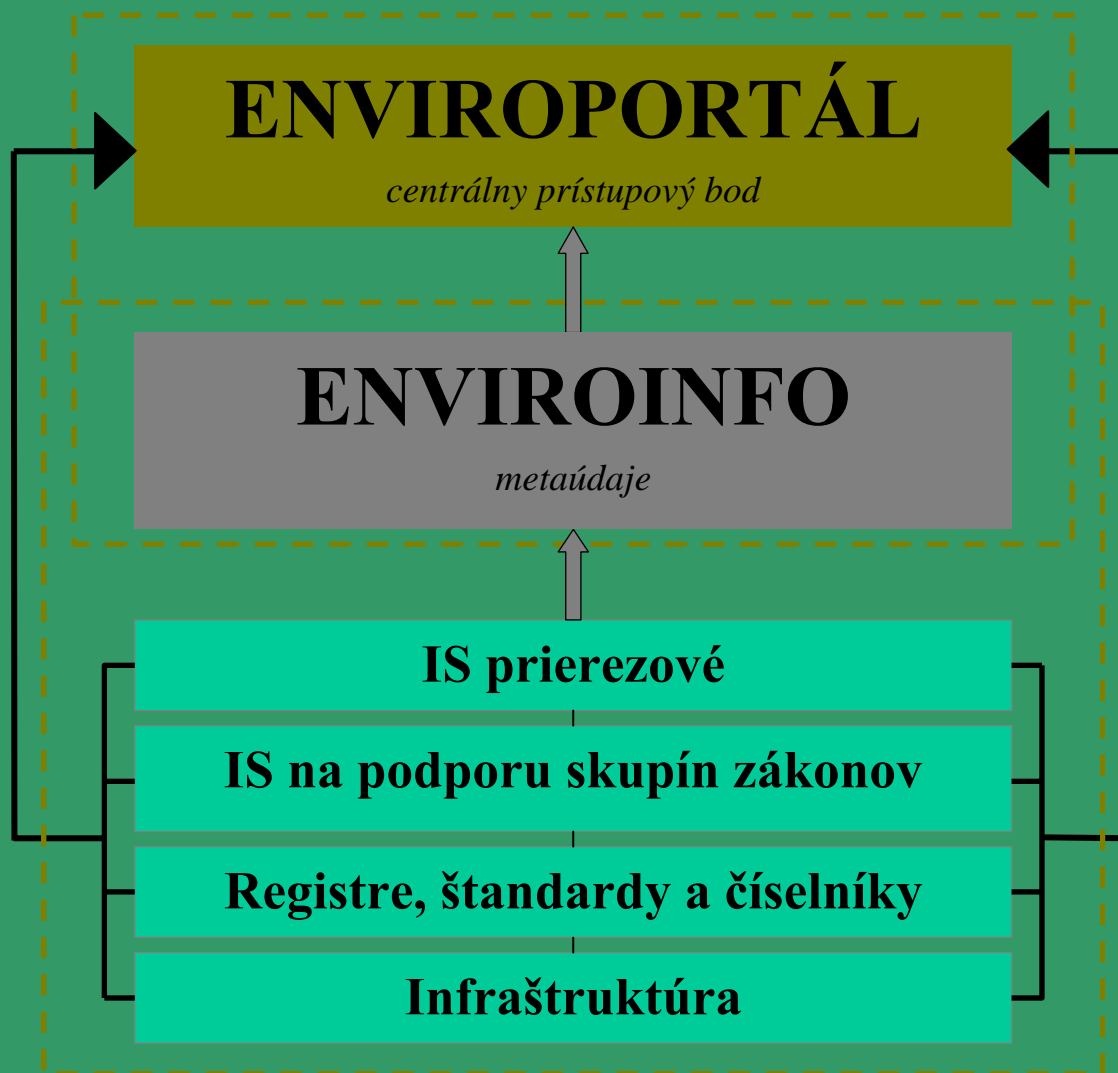 ENVIROPORTÁL
centrálny prístupový bod
ENVIROINFO
metaúdaje
IS prierezové
IS na podporu skupín zákonov
Registre, štandardy a číselníky
Infraštruktúra